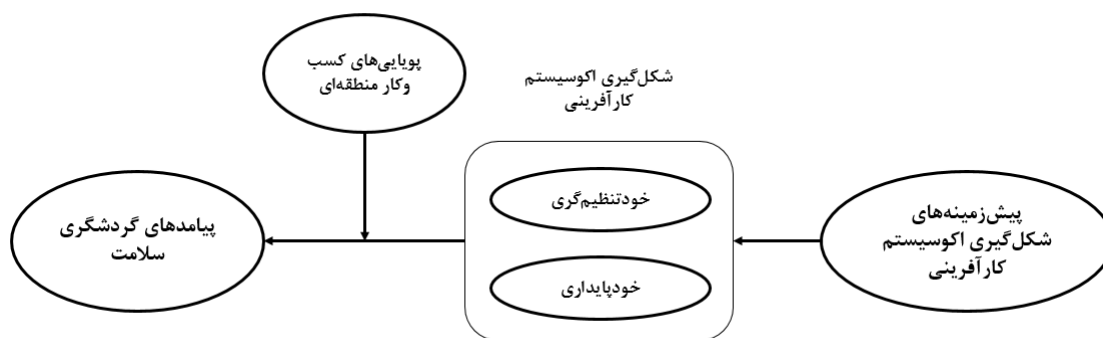 پویایی‌های کسب
وکار منطقه‌ای
شکل‌گیری اکوسیستم
کارآفرینی
پیش‌زمینه‌های
شکل‌گیری اکوسیستم
کارآفرینی
خودتنظیم‌گری
خودپایداری
پیامدهای گردشگری
سلامت